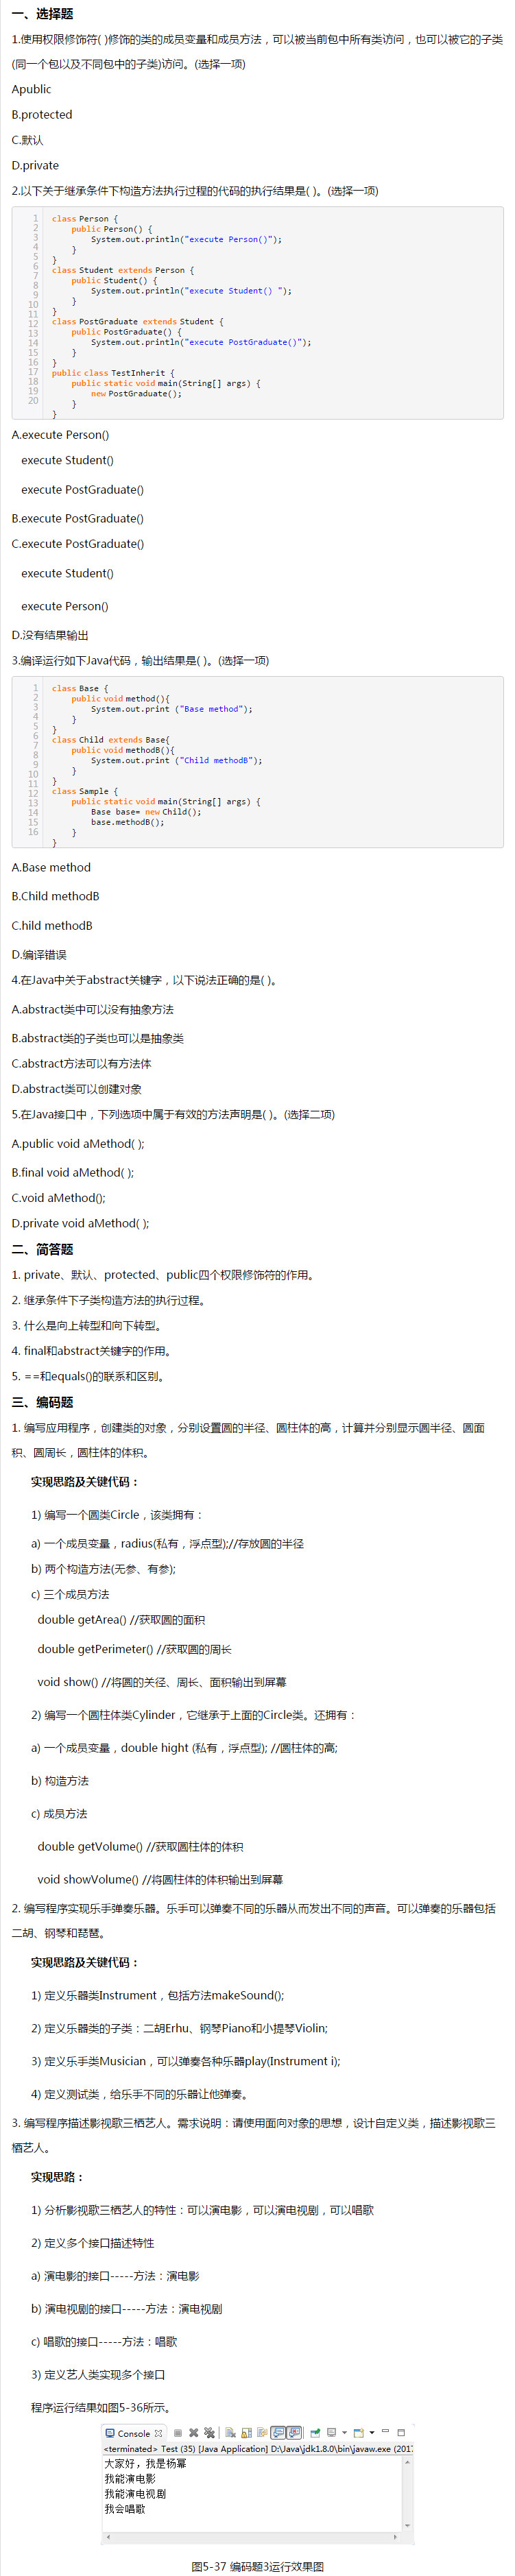 一、选择题
1.使用权限修饰符( )修饰的类的成员变量和成员方法，可以被当前包中所有类访问，也可以被它的子类
(同一个包以及不同包中的子类)访问。(选择一项)
Apublic
B.protected
C.默认
D.private
2.以下关于继承条件下构造方法执行过程的代码的执行结果是( )。(选择一项)
1 class Person {
2 public Person() {
3 System.out.println("execute Person()");
4 }
5 }
6 class Student extends Person {
7 public Student() {
8 System.out.println("execute Student() ");
9 }
10 }
11 class PostGraduate extends Student {
12 public PostGraduate() {
13 System.out.println("execute PostGraduate()");
14 }
15 }
16 public class TestInherit {
17 public static void main(String[] args) {
18 new PostGraduate();
19 }
20 }
A.execute Person()
execute Student()
execute PostGraduate()
B.execute PostGraduate()
C.execute PostGraduate()
execute Student()
execute Person()
D.没有结果输出
3.编译运行如下Java代码，输出结果是( )。(选择一项)
1 class Base {
2 public void method(){
3 System.out.print ("Base method");
4 }
5 }
6 class Child extends Base{
7 public void methodB(){
8 System.out.print ("Child methodB");
9 }
10 }
11 class Sample {
12 public static void main(String[] args) {
13 Base base= new Child();
14 base.methodB();
15 }
16 }
A.Base method
B.Child methodB
C.hild methodB
D.编译错误
4.在Java中关于abstract关键字，以下说法正确的是( )。
A.abstract类中可以没有抽象方法
B.abstract类的子类也可以是抽象类
C.abstract方法可以有方法体
D.abstract类可以创建对象
5.在Java接口中，下列选项中属于有效的方法声明是( )。(选择二项)
A.public void aMethod( );
B.final void aMethod( );
C.void aMethod();
D.private void aMethod( );
二、简答题
1. private、默认、protected、public四个权限修饰符的作用。
2. 继承条件下子类构造方法的执行过程。
3. 什么是向上转型和向下转型。
4. final和abstract关键字的作用。
5. ==和equals()的联系和区别。
三、编码题
1. 编写应用程序，创建类的对象，分别设置圆的半径、圆柱体的高，计算并分别显示圆半径、圆面
积、圆周长，圆柱体的体积。
实现思路及关键代码：
1) 编写一个圆类Circle，该类拥有：
a) 一个成员变量，radius(私有，浮点型);//存放圆的半径
b) 两个构造方法(无参、有参);
c) 三个成员方法
double getArea() //获取圆的面积
double getPerimeter() //获取圆的周长
void show() //将圆的关径、周长、面积输出到屏幕
2) 编写一个圆柱体类Cylinder，它继承于上面的Circle类。还拥有：
a) 一个成员变量，double hight (私有，浮点型); //圆柱体的高;
b) 构造方法
c) 成员方法
double getVolume() //获取圆柱体的体积
void showVolume() //将圆柱体的体积输出到屏幕
2. 编写程序实现乐手弹奏乐器。乐手可以弹奏不同的乐器从而发出不同的声音。可以弹奏的乐器包括
二胡、钢琴和琵琶。
实现思路及关键代码：
1) 定义乐器类Instrument，包括方法makeSound();
2) 定义乐器类的子类：二胡Erhu、钢琴Piano和小提琴Violin;
3) 定义乐手类Musician，可以弹奏各种乐器play(Instrument i);
4) 定义测试类，给乐手不同的乐器让他弹奏。
3. 编写程序描述影视歌三栖艺人。需求说明：请使用面向对象的思想，设计自定义类，描述影视歌三
栖艺人。
实现思路：
1) 分析影视歌三栖艺人的特性：可以演电影，可以演电视剧，可以唱歌
2) 定义多个接口描述特性
a) 演电影的接口-----方法：演电影
b) 演电视剧的接口-----方法：演电视剧
c) 唱歌的接口-----方法：唱歌
3) 定义艺人类实现多个接口
程序运行结果如图5-36所示。
Console
<terminated> Test (35) [Java Application] D:\Java\jdk1.8.0\bin\javaw.exe (2017
大家好，我是杨幂
我能演电影
我能演电视剧
我会唱歌
图5-37 编码题3运行效果图